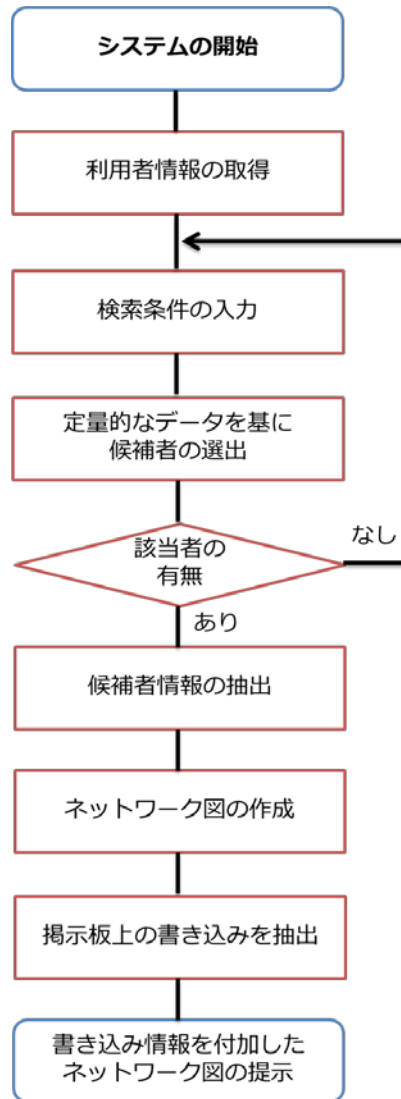 システムの開始
利用者情報の取得
検索条件の入力
定量的なデータを基に
候補者の選出
該当者の
有無
なし
あり
候補者情報の抽出
ネットワーク図の作成
掲示板上の書き込みを抽出
書き込み情報を付加した
ネットワーク図の提示